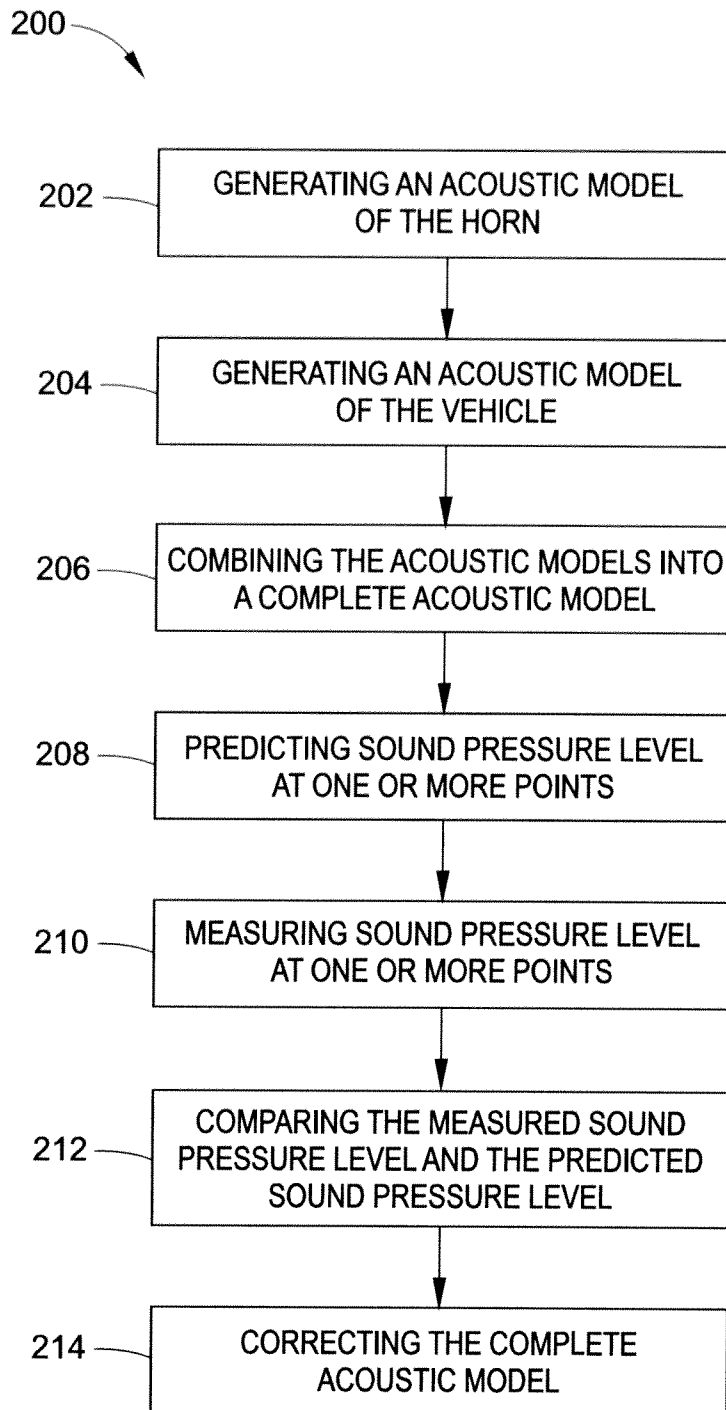 200
202
GENERATING AN ACOUSTIC MODEL
OF THE HORN
204
GENERATING AN ACOUSTIC MODEL
OF THE VEHICLE
206
COMBINING THE ACOUSTIC MODELS INTO
A COMPLETE ACOUSTIC MODEL
208
PREDICTING SOUND PRESSURE LEVEL
AT ONE OR MORE POINTS
210
MEASURING SOUND PRESSURE LEVEL
AT ONE OR MORE POINTS
212
COMPARING THE MEASURED SOUND
PRESSURE LEVEL AND THE PREDICTED
SOUND PRESSURE LEVEL
214
CORRECTING THE COMPLETE
ACOUSTIC MODEL